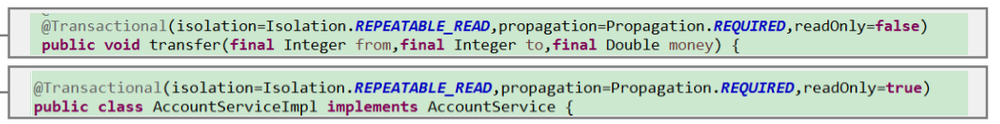 @Transactional(isolation=Isolation.REPEATABLE_READ,propagation=Propagation.REQUIRED,readOnly=false)
public void transfer(final Integer from,final Integer to,final Double money) {
@Transactional(isolation=Isolation.REPEATABLE_READ,propagation=Propagation.REQUIRED,readOnly=true)
public class AccountServiceImpl implements AccountService {